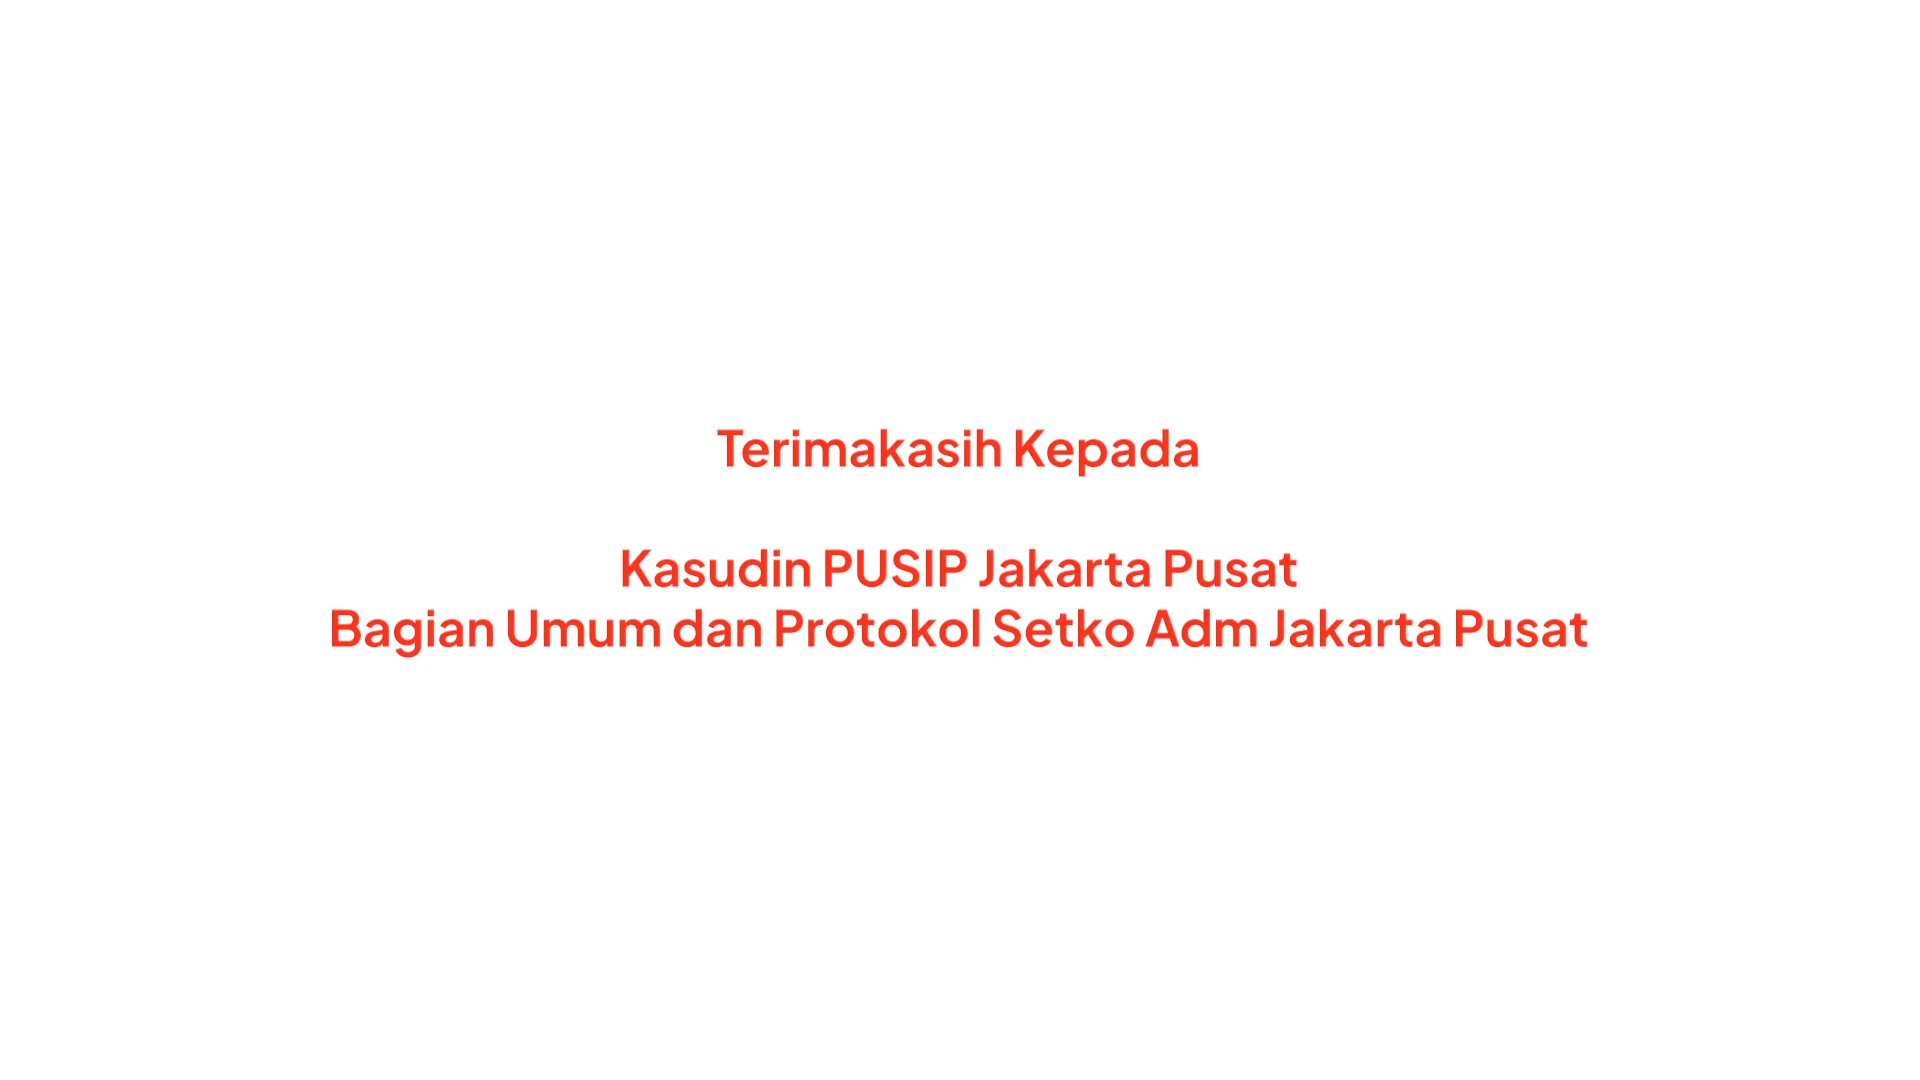 Terimakasih Kepada
Kasudin PUSIP Jakarta Pusat
Bagian Umum dan Protokol Setko Adm Jakarta Pusat